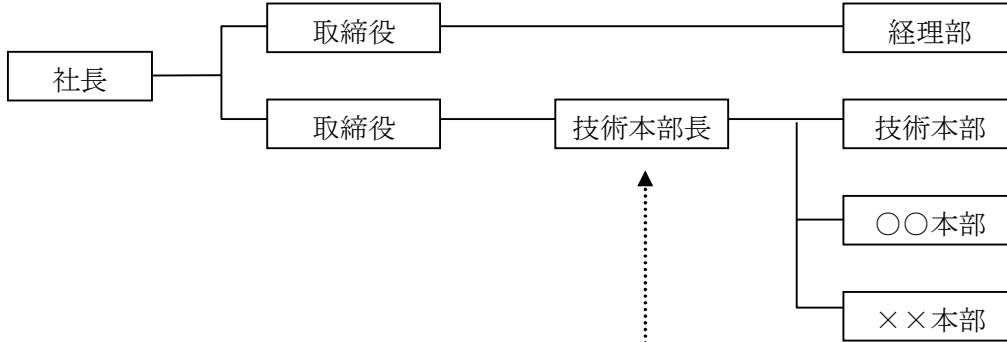 取締役
経理部
社長
取締役
技術本部長
技術本部
○○本部
××本部